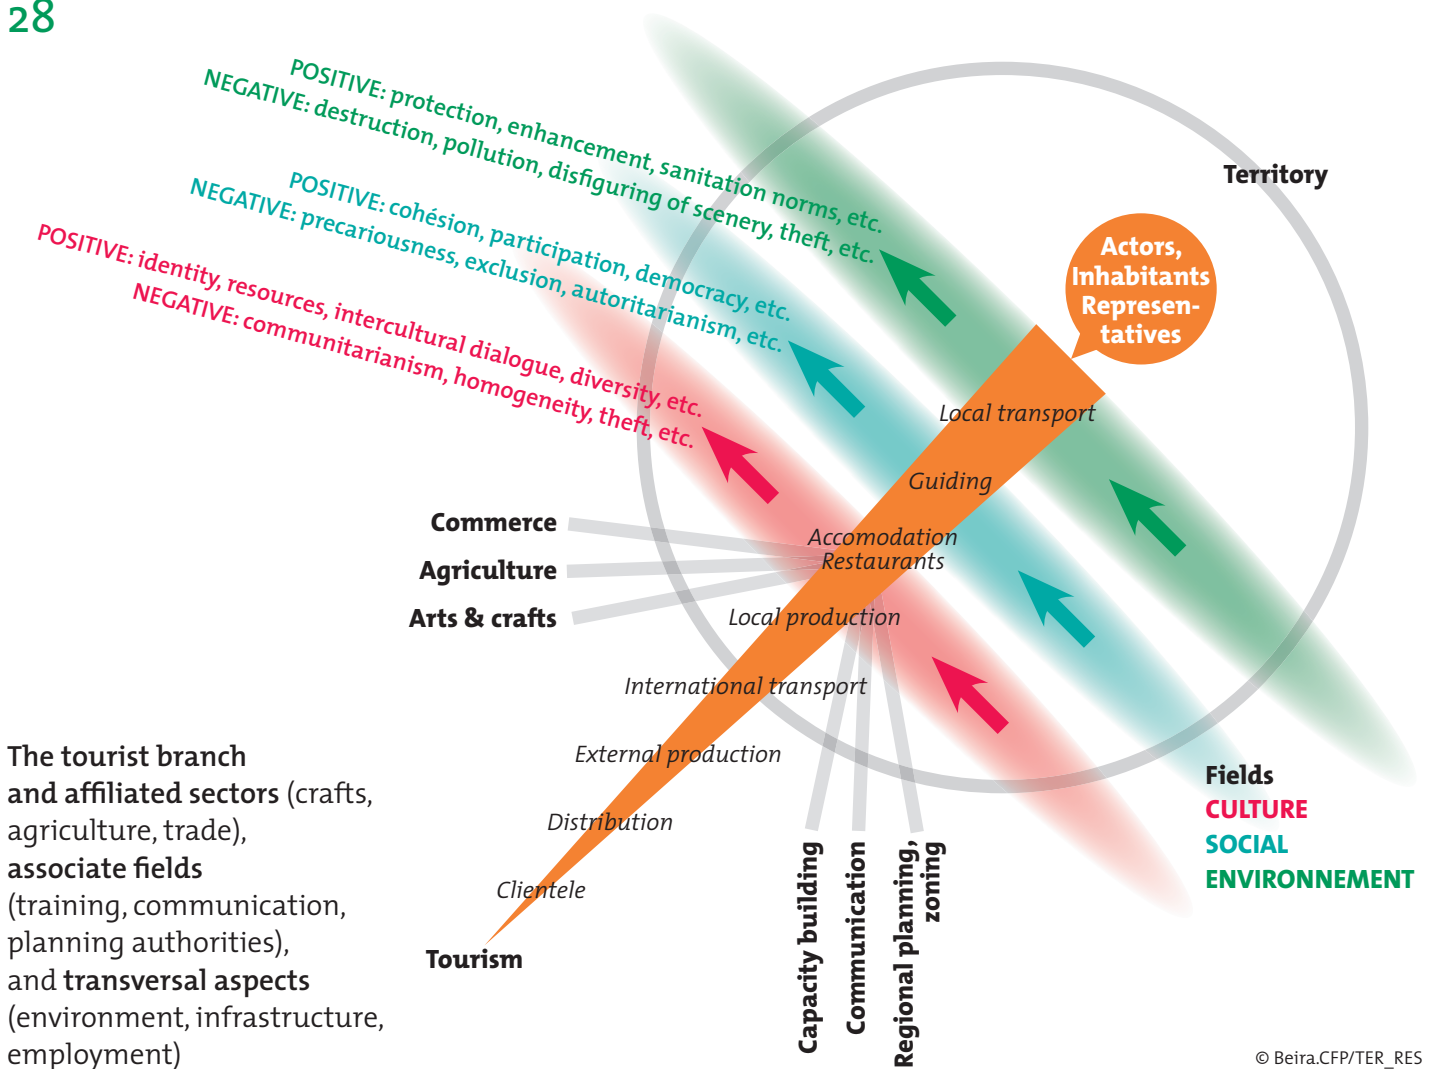 28
POSITIVE: protection, enhancement, sanitation norms, etc.
NEGATIVE: destruction, pollution, disfiguring of scenery, theft, etc.
POSITIVE: cohésion, participation, democracy, etc.
NEGATIVE: precariousness, exclusion, autoritarianism, etc.
POSITIVE: identity, resources, intercultural dialogue, diversity, etc.
NEGATIVE: communitarianism, homogeneity, theft, etc.
Territory
Actors,
Inhabitants
Represen-
tatives
Local transport
Guiding
Accomodation
Restaurants
Local production
International transport
External production
Distribution
Clientele
Tourism
Commerce
Agriculture
Arts & crafts
Capacity building
Communication
Regional planning,
zoning
Fields
CULTURE
SOCIAL
ENVIRONNEMENT
The tourist branch
and affiliated sectors (crafts,
agriculture, trade),
associate fields
(training, communication,
planning authorities),
and transversal aspects
(environment, infrastructure,
employment)
© Beira.CFP/TER_RES